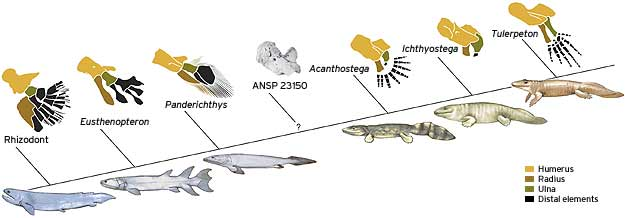 Rhizodont
Eusthenopteron
Panderichthys
ANSP 23150
?
Acanthostega
Ichthyostega
Tulerpeton
Humerus
Radius
Ulna
Distal elements